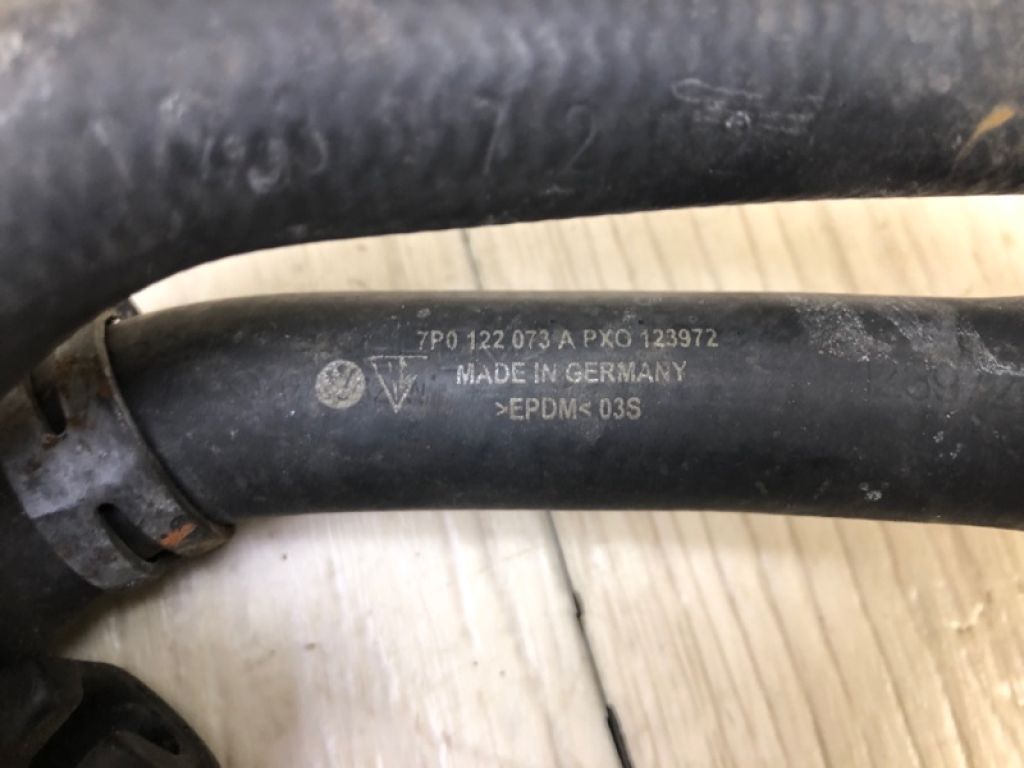 7P0 122 073 A PXO 123972
MADE IN GERMANY
>EPDM< 03S